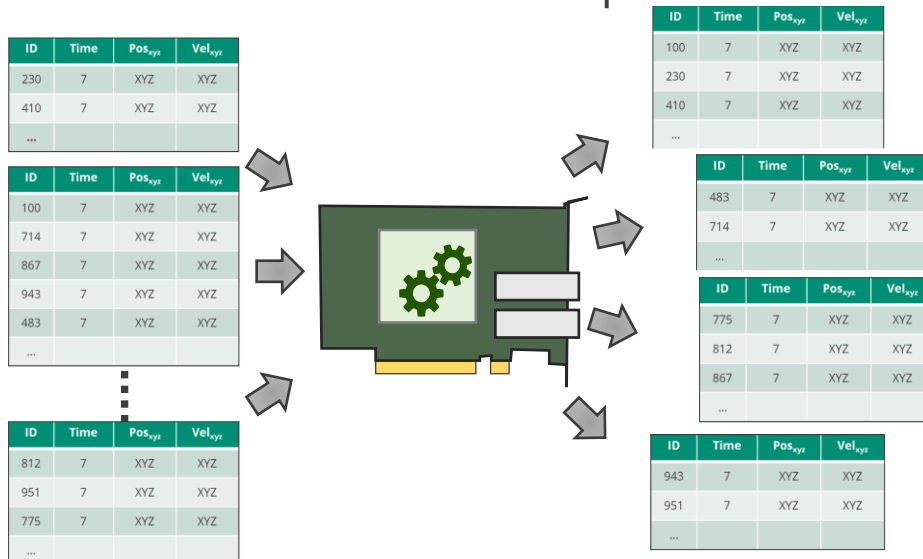 ID Time Posxyz Velxyz
230 7 XYZ XYZ
410 7 XYZ XYZ
...
ID Time Posxyz Velxyz
100 7 XYZ XYZ
714 7 XYZ XYZ
867 7 XYZ XYZ
943 7 XYZ XYZ
483 7 XYZ XYZ
...
ID Time Posxyz Velxyz
812 7 XYZ XYZ
951 7 XYZ XYZ
775 7 XYZ XYZ
...
ID Time Posxyz Velxyz
100 7 XYZ XYZ
230 7 XYZ XYZ
410 7 XYZ XYZ
...
ID Time Posxyz Velxyz
483 7 XYZ XYZ
714 7 XYZ XYZ
...
ID Time Posxyz Velxyz
775 7 XYZ XYZ
812 7 XYZ XYZ
867 7 XYZ XYZ
...
ID Time Posxyz Velxyz
943 7 XYZ XYZ
951 7 XYZ XYZ
...